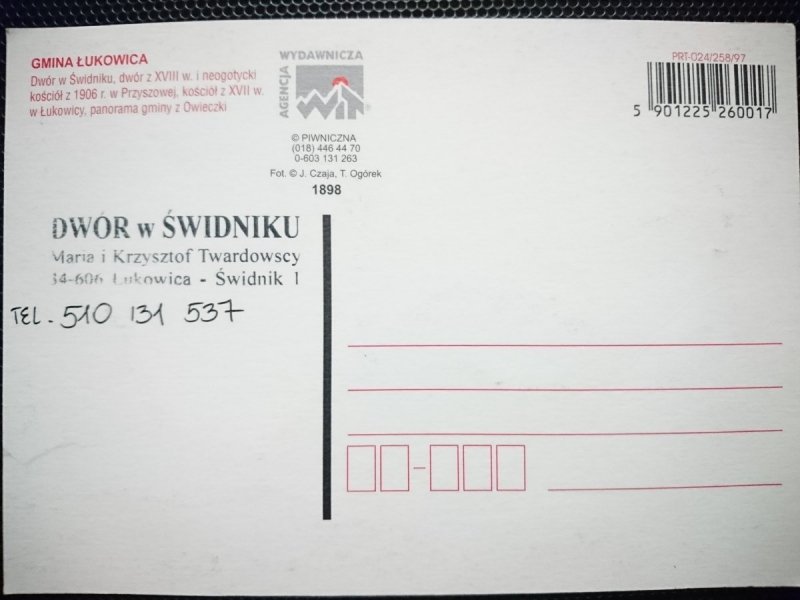 GMINA ŁUKOWICA
Dwór w Świdniku, dwór z XVIII w. i neogotycki
kościół z 1906 r. w Przyszowej, kościół z XVII w.
w Łukowicy, panorama gminy z Owieczki
WYDAWNICZA
AGENCJA
WIT
®
© PIWNICZNA
(018) 446 44 70
0-603 131 263
Fot. © J. Czaja, T. Ogórek
1898
PRT-024/258/97
5 901225 260017
DWÓR w ŚWIDNIKU
Maria i Krzysztof Twardowscy
34-606 Łukowica - Świdnik 1
TEL - 510 131 537